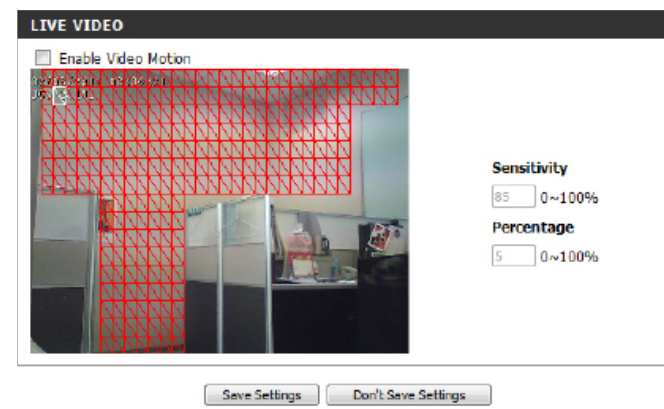 LIVE VIDEO
Enable Video Motion
Sensitivity
85 0~100%
Percentage
5 0~100%
Save Settings Don't Save Settings